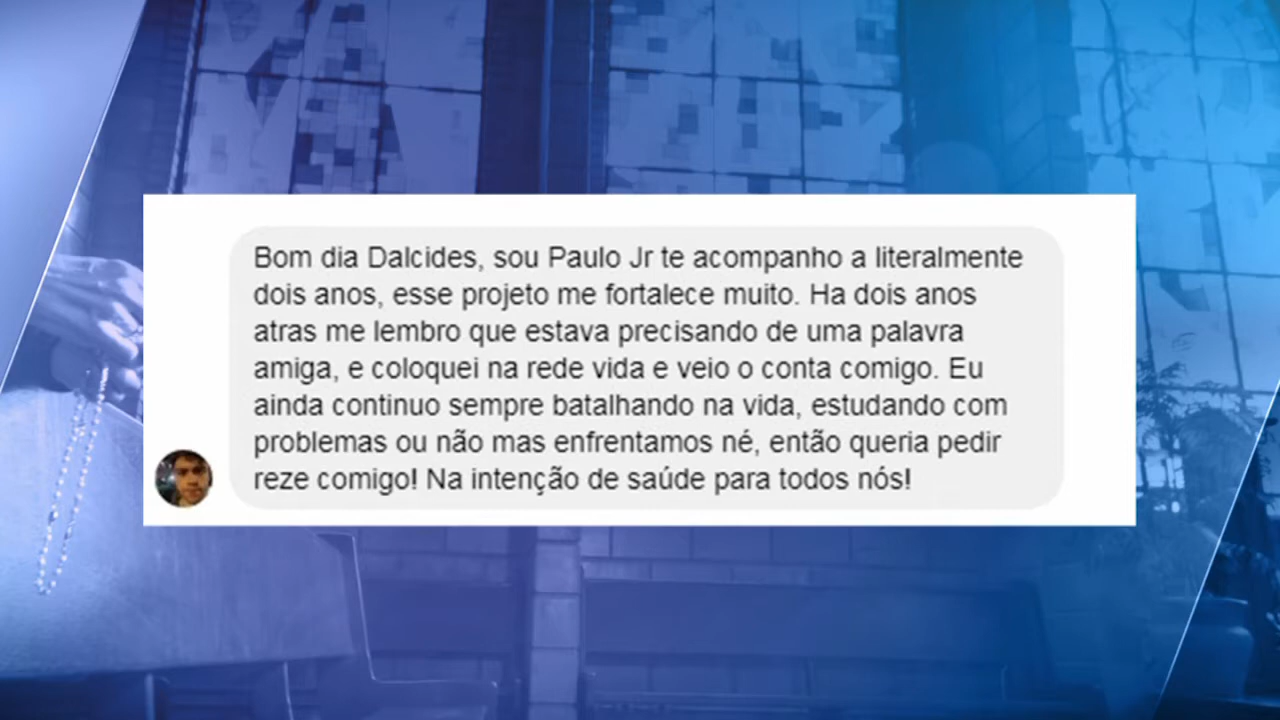 Bom dia Dalcides, sou Paulo Jr te acompanho a literalmente
dois anos, esse projeto me fortalece muito. Ha dois anos
atras me lembro que estava precisando de uma palavra
amiga, e coloquei na rede vida e veio o conta comigo. Eu
ainda continuo sempre batalhando na vida, estudando com
problemas ou não mas enfrentamos né, então queria pedir
reze comigo! Na intenção de saúde para todos nós!